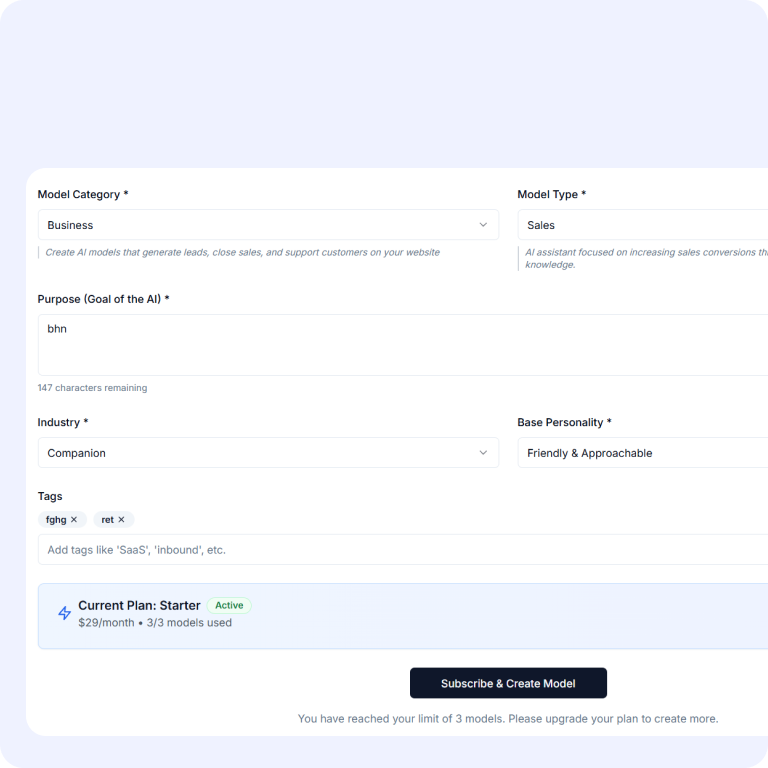 Model Category *
Model Type *
Business
Sales
Create AI models that generate leads, close sales, and support customers on your website
AI assistant focused on increasing sales conversions
knowledge.
Purpose (Goal of the AI) *
bhn
147 characters remaining
Industry *
Base Personality *
Companion
Friendly & Approachable
Tags
fghg ✕ ret ✕
Add tags like 'SaaS', 'inbound', etc.
Current Plan: Starter Active
$29/month • 3/3 models used
Subscribe & Create Model
You have reached your limit of 3 models. Please upgrade your plan to create more.